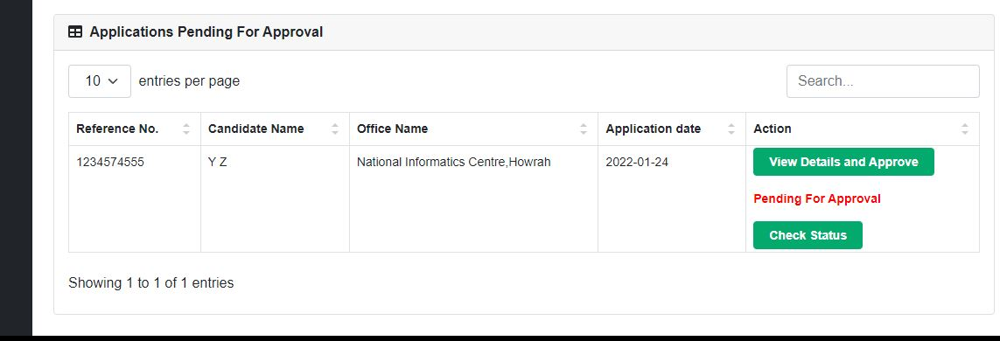 Applications Pending For Approval
10 entries per page
Search...
Reference No. Candidate Name Office Name Application date Action
1234574555 Y Z National Informatics Centre,Howrah 2022-01-24 View Details and Approve
Pending For Approval
Check Status
Showing 1 to 1 of 1 entries